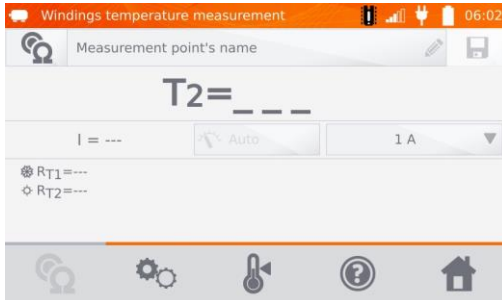 Windings temperature measurement 06:02
Measurement point's name
T2=_ _ _
I = --- Auto 1 A
RT1=---
RT2=---